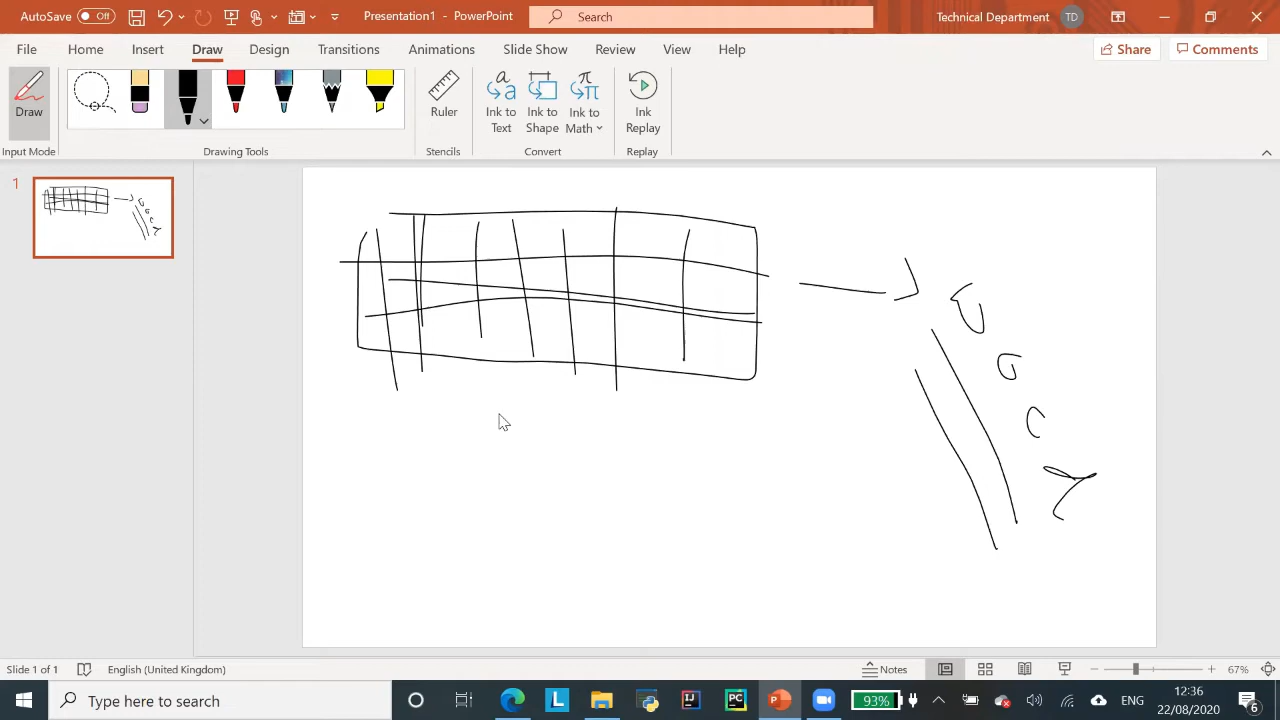 AutoSave Off Presentation1 - PowerPoint Search Technical Department TD
File Home Insert Draw Design Transitions Animations Slide Show Review View Help Share Comments
Draw Ruler Ink to Text Ink to Shape Ink to Math Ink Replay
Input Mode Drawing Tools Stencils Convert Replay
1
Slide 1 of 1 English (United Kingdom) Notes 67%
Type here to search L IJ PC 93% ENG 12:36 22/08/2020 6